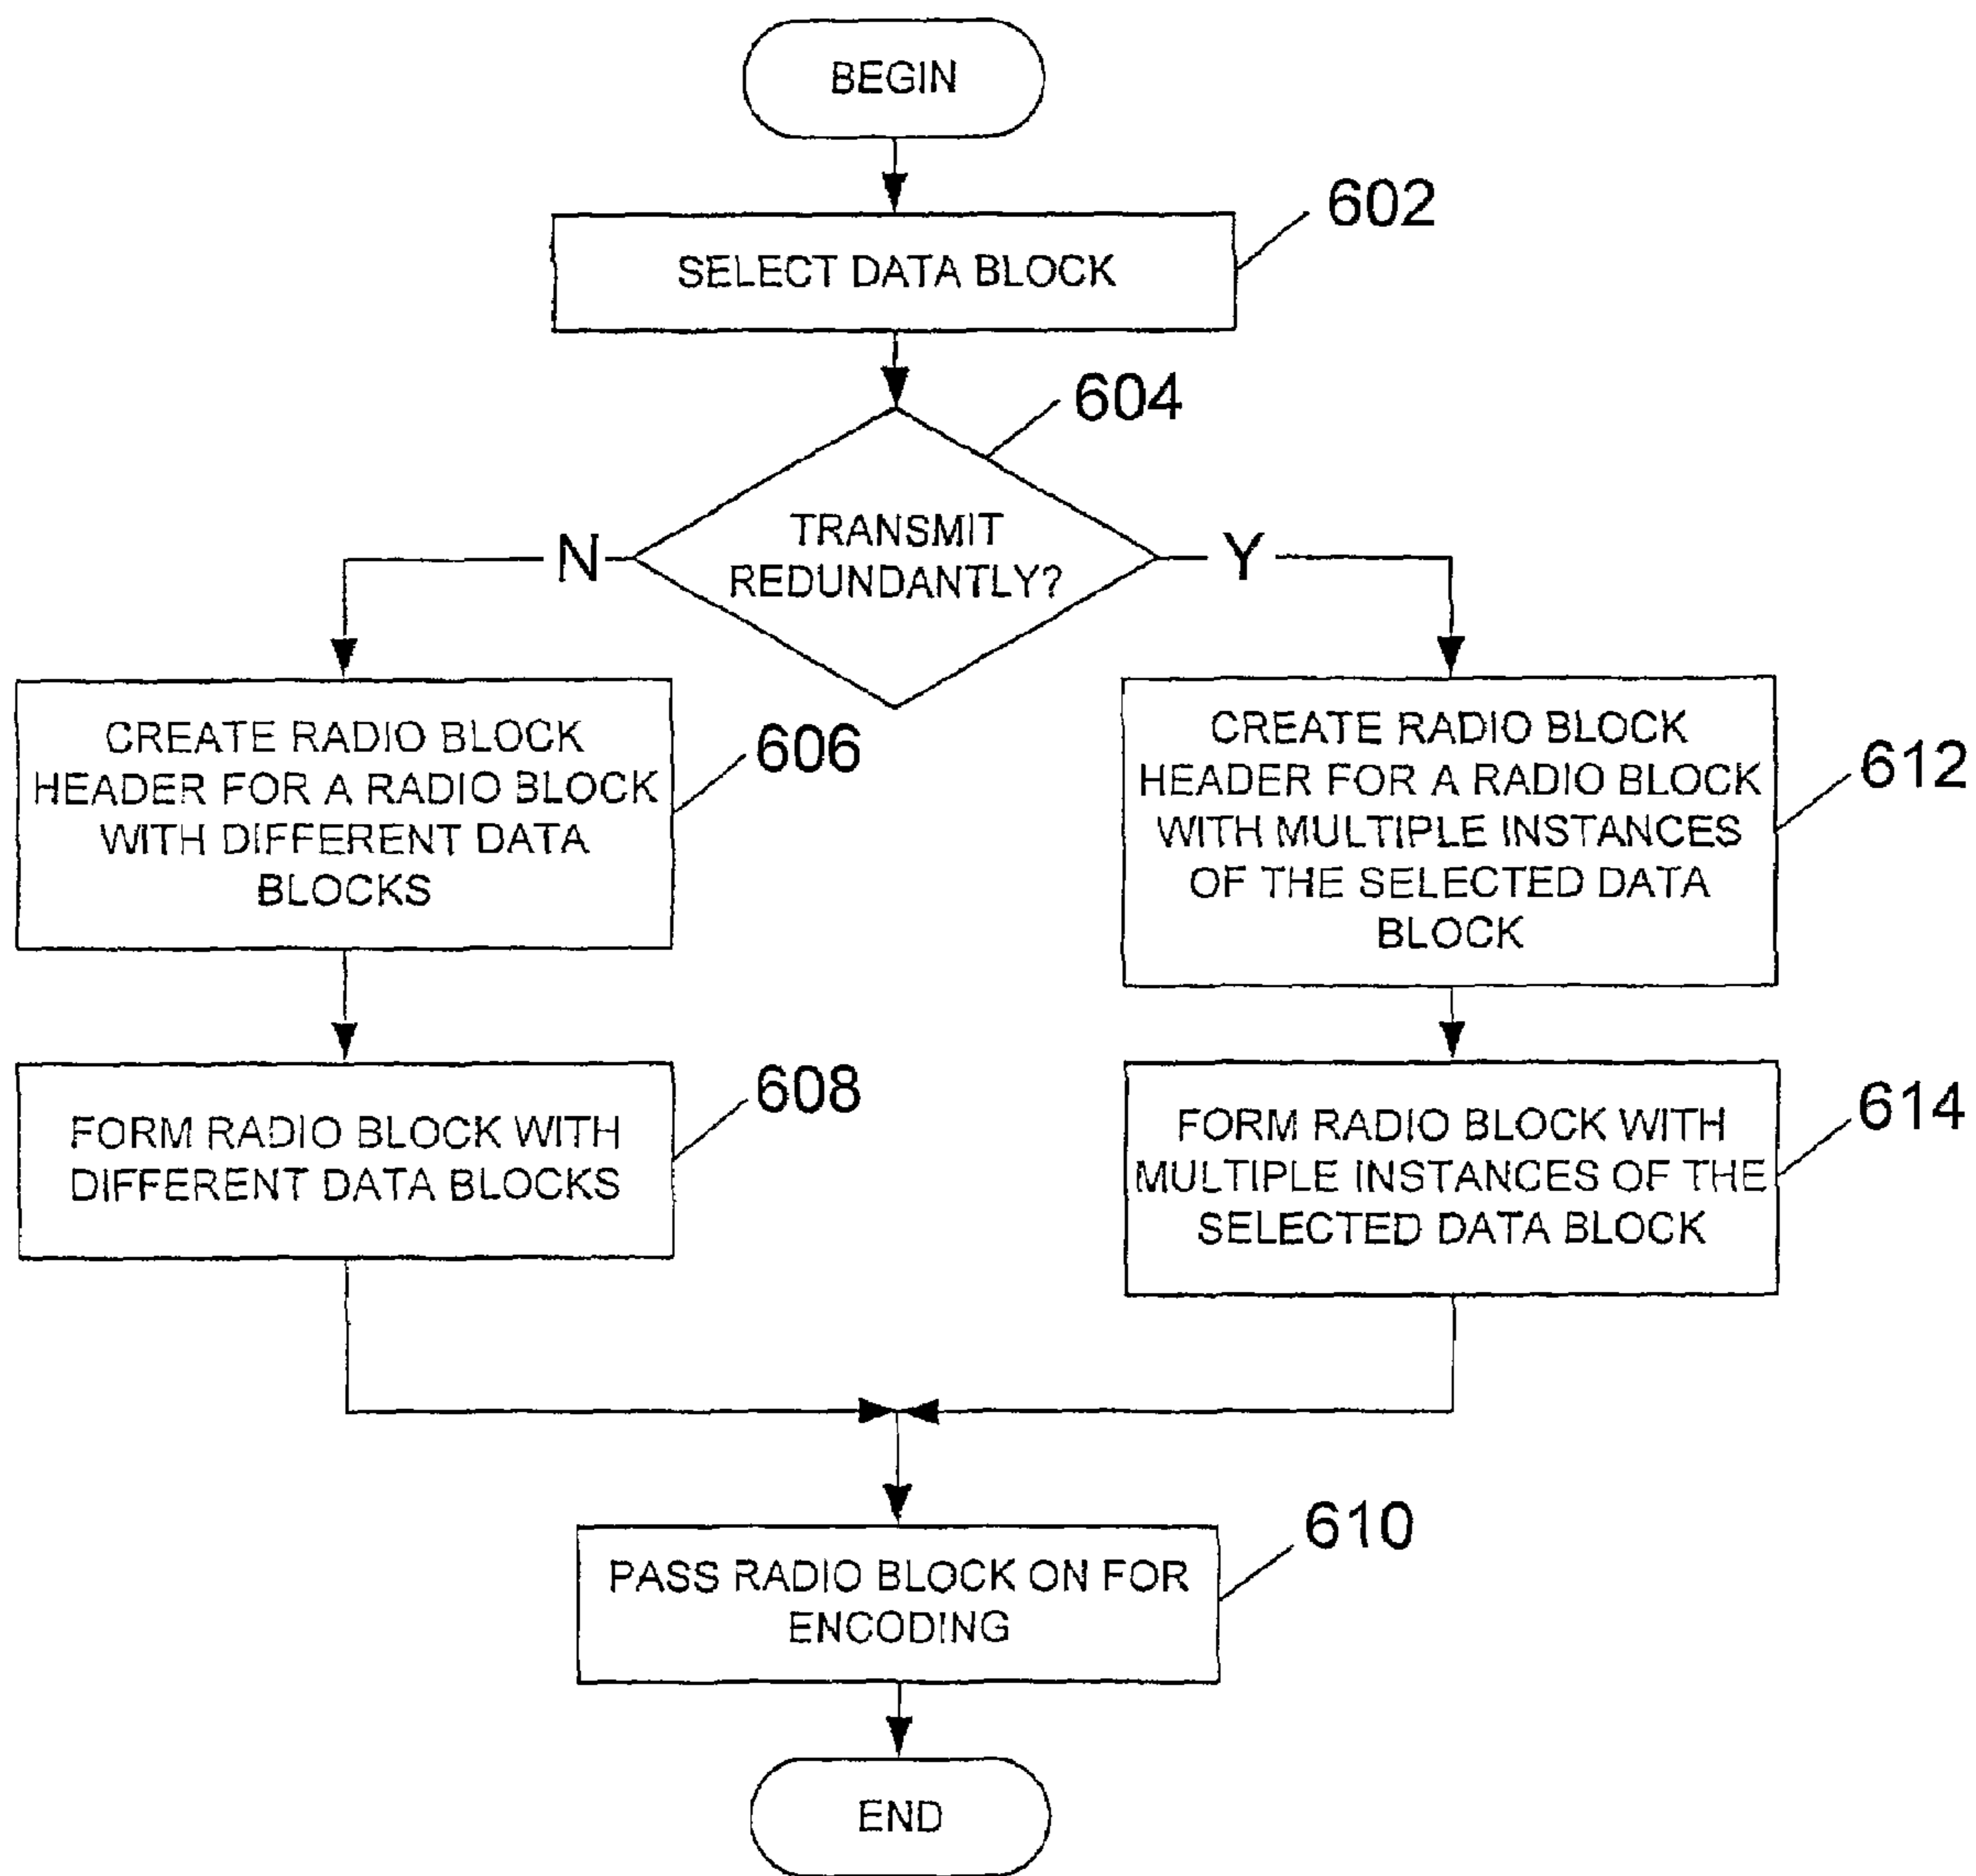 BEGIN
602
SELECT DATA BLOCK
604
TRANSMIT
REDUNDANTLY?
N
Y
CREATE RADIO BLOCK
HEADER FOR A RADIO BLOCK
WITH DIFFERENT DATA
BLOCKS
606
CREATE RADIO BLOCK
HEADER FOR A RADIO BLOCK
WITH MULTIPLE INSTANCES
OF THE SELECTED DATA
BLOCK
612
FORM RADIO BLOCK WITH
DIFFERENT DATA BLOCKS
608
FORM RADIO BLOCK WITH
MULTIPLE INSTANCES OF THE
SELECTED DATA BLOCK
614
PASS RADIO BLOCK ON FOR
ENCODING
610
END